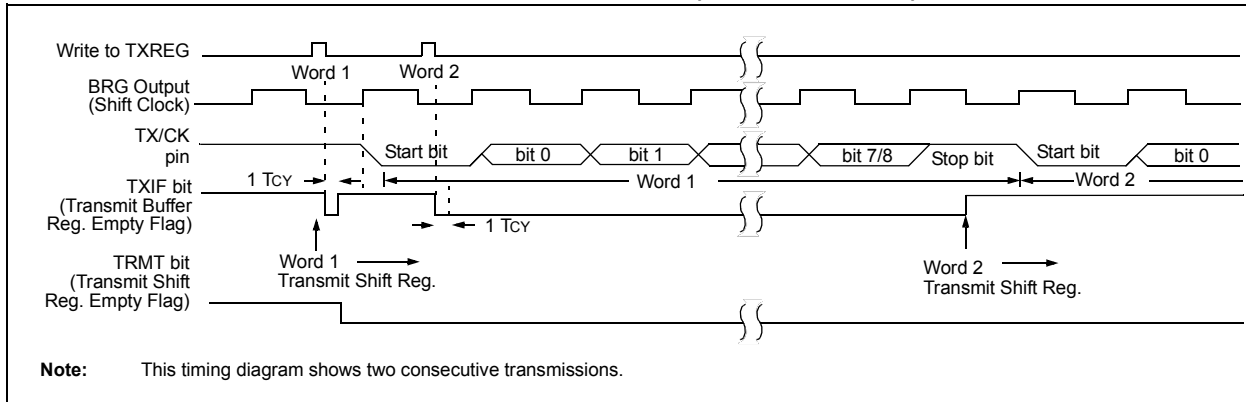 Write to TXREG
Word 1 Word 2
BRG Output
(Shift Clock)
TX/CK
pin
Start bit bit 0 bit 1 bit 7/8 Stop bit Start bit bit 0
1 TCY Word 1 Word 2
TXIF bit
(Transmit Buffer
Reg. Empty Flag)
1 TCY
Word 1
Transmit Shift Reg.
Word 2
Transmit Shift Reg.
TRMT bit
(Transmit Shift
Reg. Empty Flag)
Note: This timing diagram shows two consecutive transmissions.